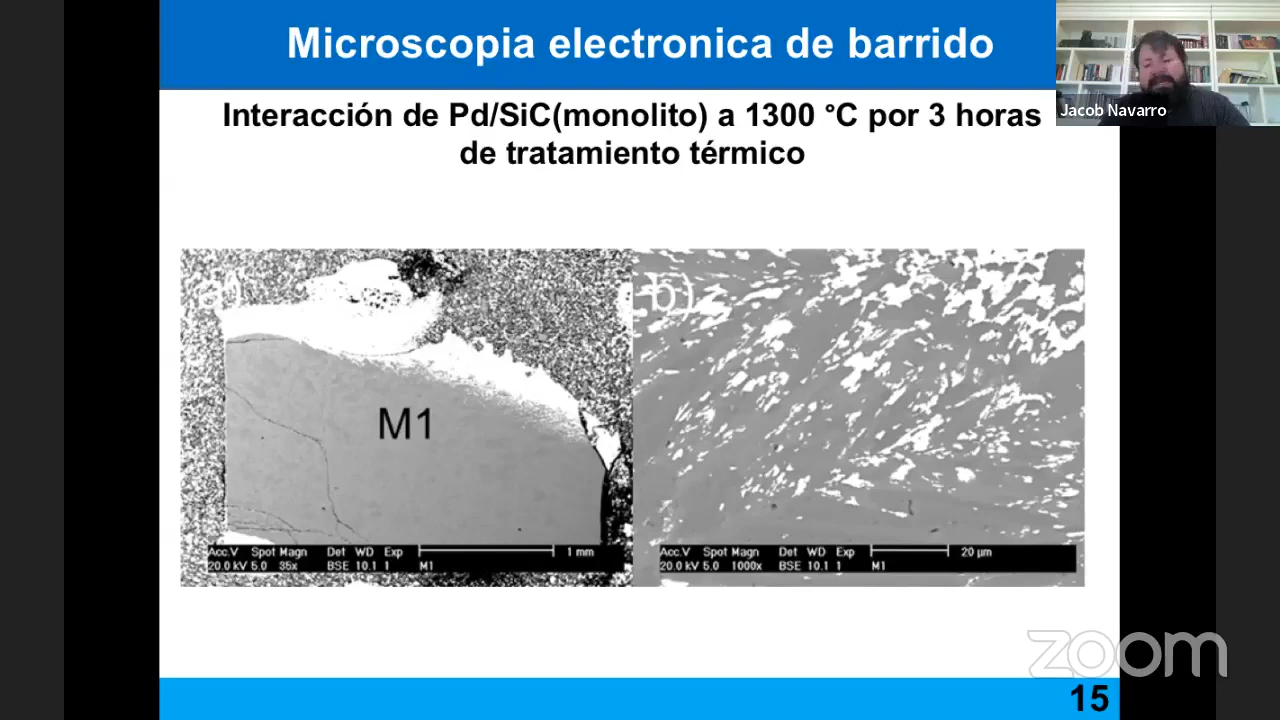 Microscopia electronica de barrido
Jacob Navarro
Interacción de Pd/SiC(monolito) a 1300 °C por 3 horas
de tratamiento térmico
a)
b)
M1
Acc.V Spot Magn Det WD Exp 1 mm
20.0 kV 5.0 35x BSE 10.1 1 M1
Acc.V Spot Magn Det WD Exp 20 µm
20.0 kV 5.0 1000x BSE 10.1 1 M1
zoom
15